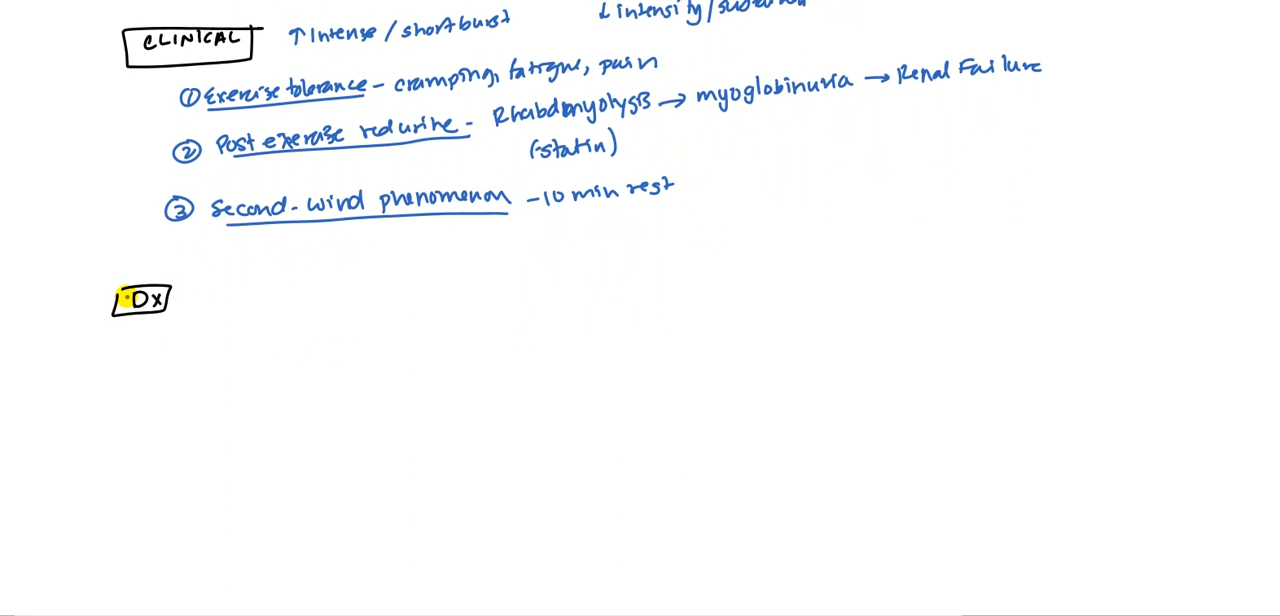 CLINICAL ↑ Intense / short burst ↓ intensity /
① Exercise tolerance - cramping, fatigue, pain
② Post exercise red urine - Rhabdomyolysis → myoglobinuria → Renal Failure
(-statin)
③ Second-wind phenomenon - 10 min rest
DX